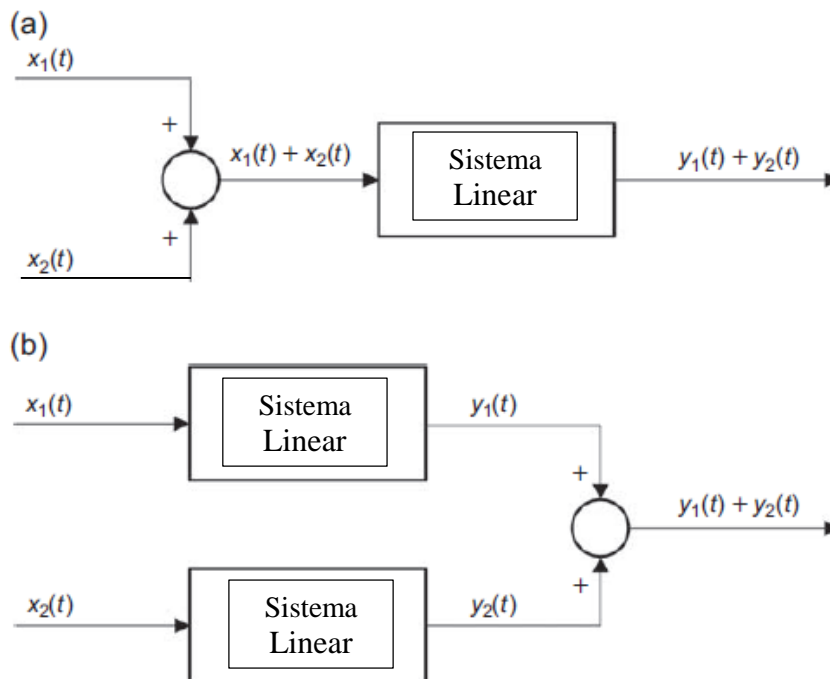 (a)
x₁(t)
+
x₁(t) + x₂(t)
Sistema
Linear
y₁(t) + y₂(t)
+
x₂(t)
(b)
x₁(t)
Sistema
Linear
y₁(t)
+
y₁(t) + y₂(t)
+
x₂(t)
Sistema
Linear
y₂(t)